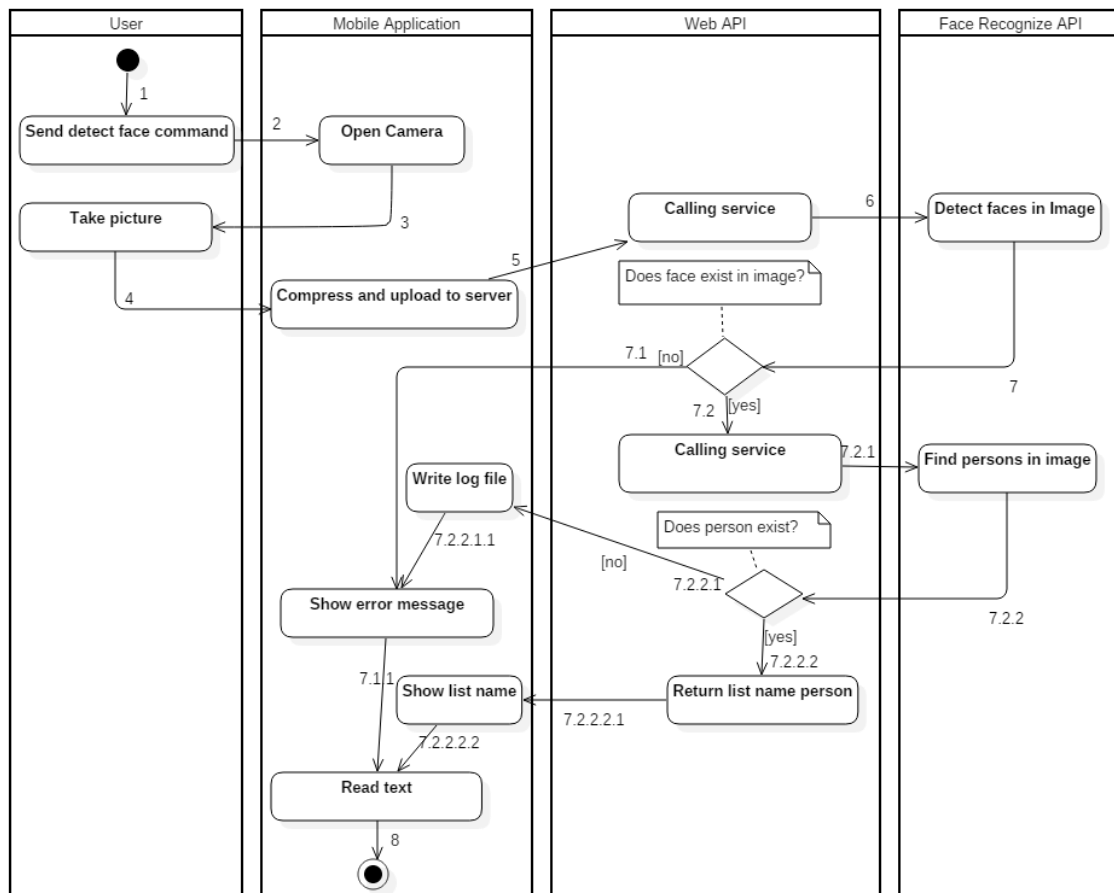 User
Mobile Application
Web API
Face Recognize API
1
Send detect face command
2
Open Camera
3
Take picture
4
Compress and upload to server
5
Calling service
6
Detect faces in Image
Does face exist in image?
7
7.1
[no]
7.2
[yes]
Calling service
7.2.1
Find persons in image
Write log file
Does person exist?
7.2.2.1.1
[no]
7.2.2.1
7.2.2
Show error message
[yes]
7.2.2.2
7.1.1
Show list name
Return list name person
7.2.2.2.1
7.2.2.2.2
Read text
8